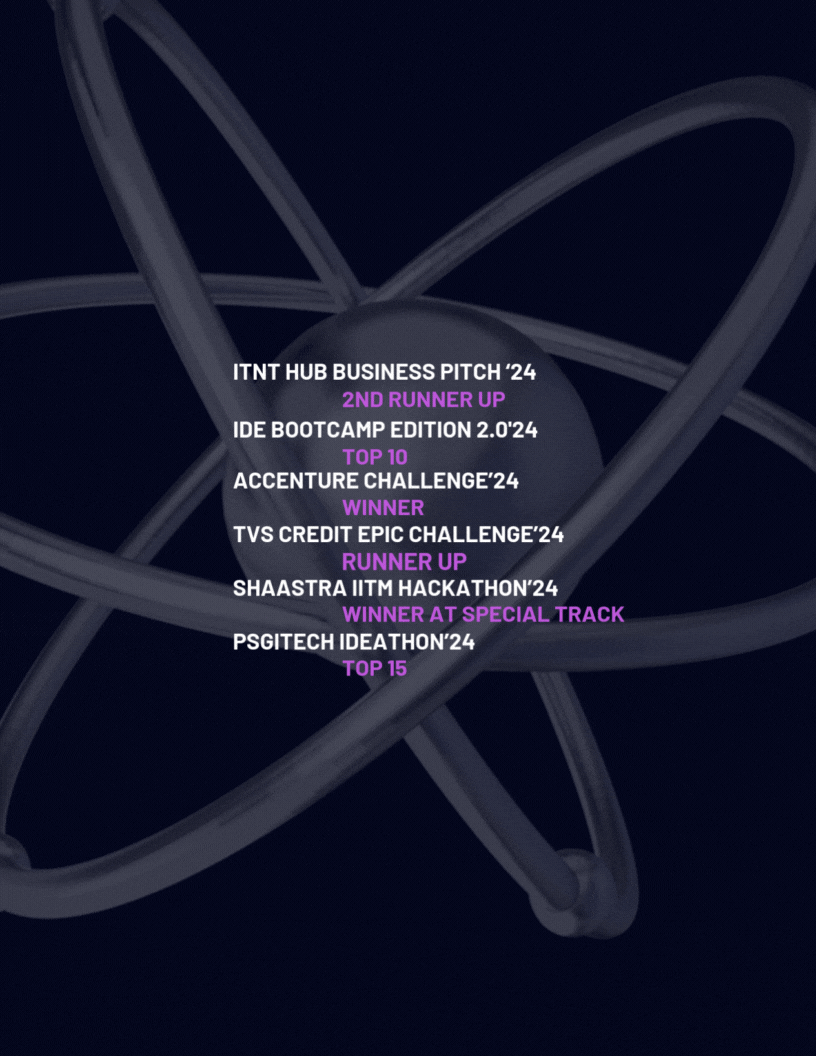 ITNT HUB BUSINESS PITCH ‘24
2ND RUNNER UP
IDE BOOTCAMP EDITION 2.0'24
TOP 10
ACCENTURE CHALLENGE’24
WINNER
TVS CREDIT EPIC CHALLENGE’24
RUNNER UP
SHAASTRA IITM HACKATHON’24
WINNER AT SPECIAL TRACK
PSGITECH IDEATHON’24
TOP 15